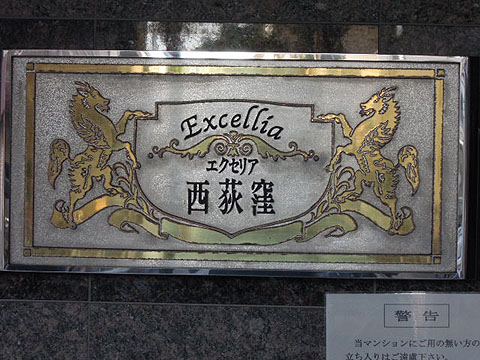 Excellia
エクセリア
西荻窪
警告
当マンションにご用の無い方の
立ち入りはご遠慮下さい。